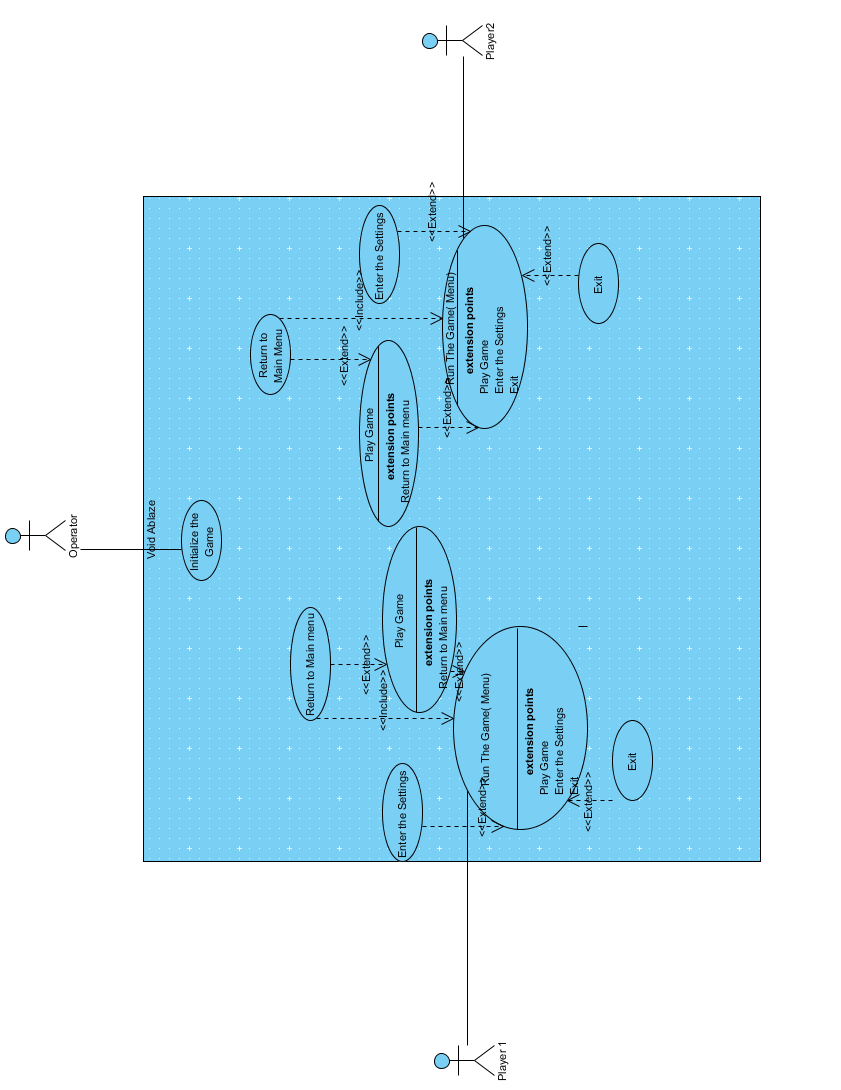 Operator
Void Ablaze
Initialize the
Game
Return to
Main Menu
Return to Main menu
<<Extend>>
<<Include>>
<<Extend>>
<<Include>>
Enter the Settings
Play Game
extension points
Return to Main menu
Enter the Settings
Play Game
extension points
Return to Main menu
<<Extend>>
<<Extend>>
<<Extend>>
<<Extend>>
Run The Game( Menu)
extension points
Play Game
Enter the Settings
Exit
Run The Game( Menu)
extension points
Play Game
Enter the Settings
Exit
<<Extend>>
<<Extend>>
Exit
Exit
Player 1
Player2